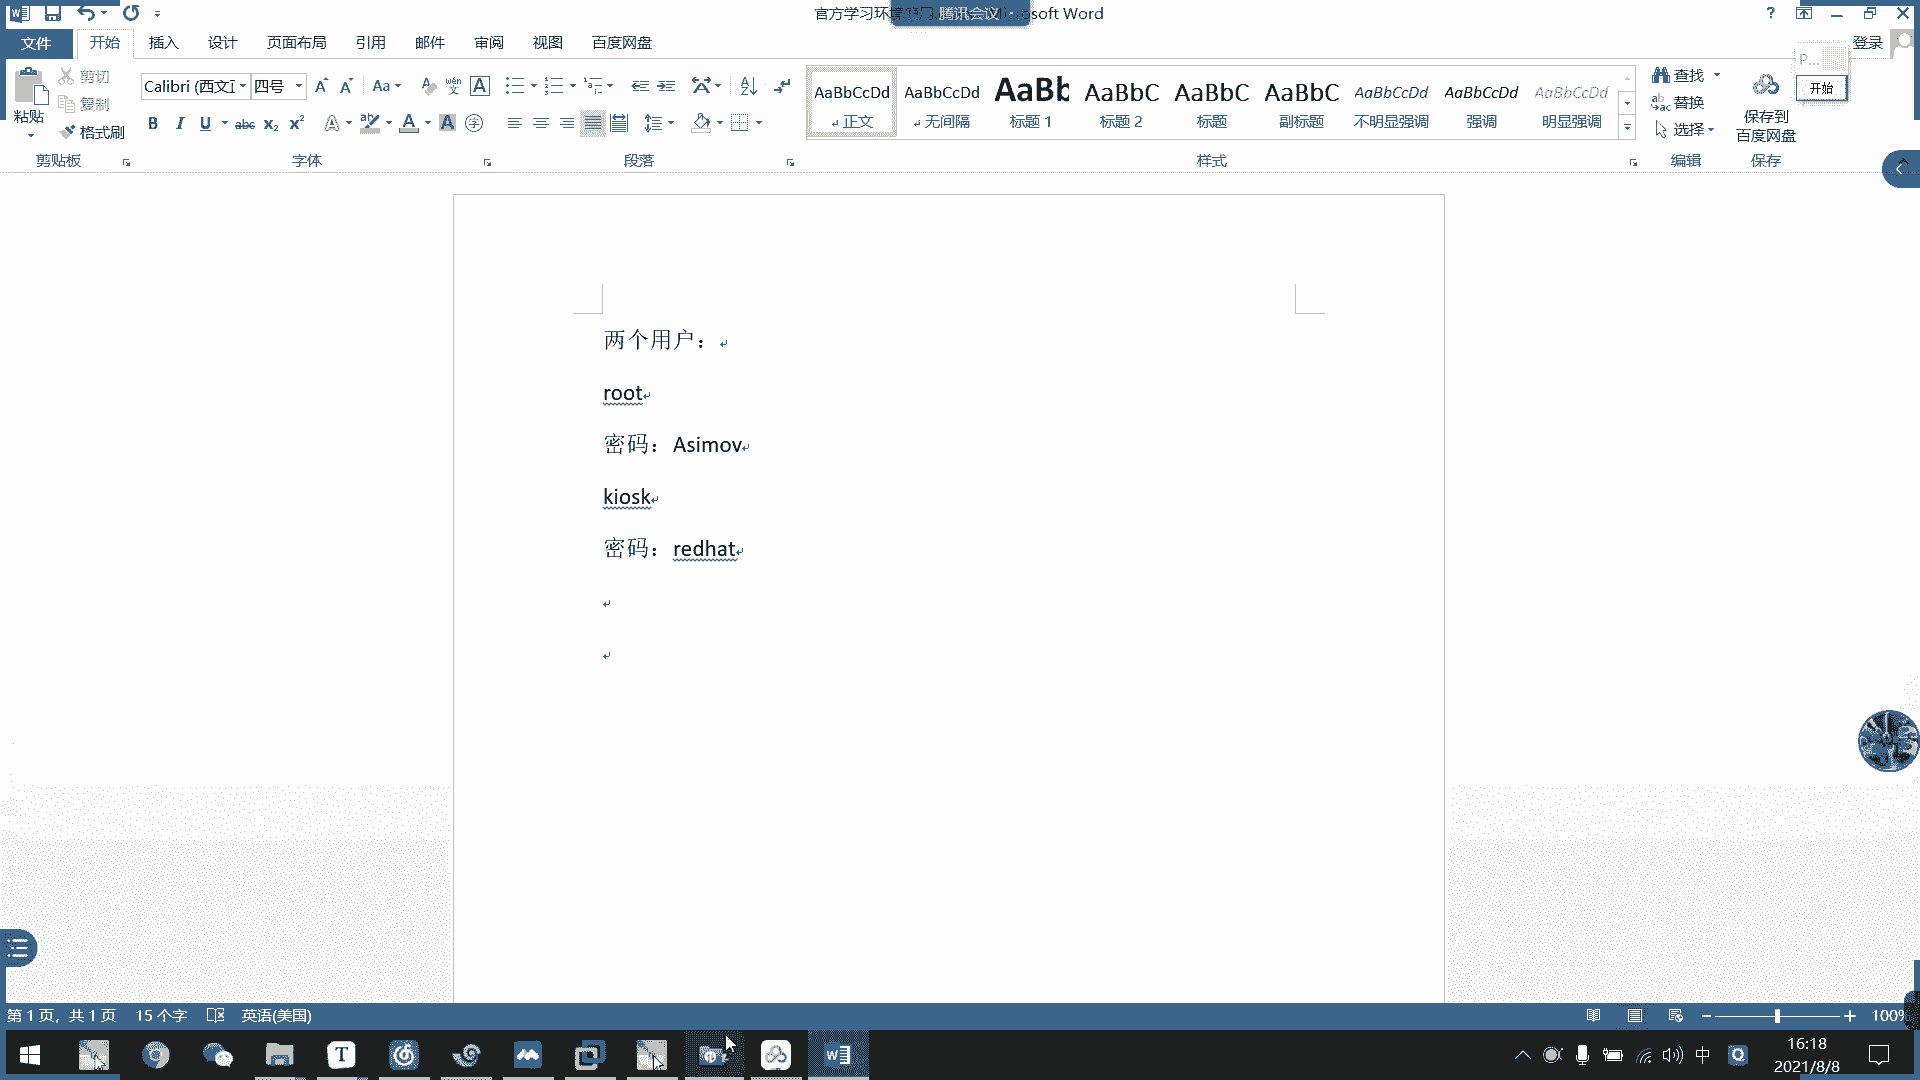 官方学习环境
腾讯会议
osoft Word
文件
开始
插入
设计
页面布局
引用
邮件
审阅
视图
百度网盘
登录
P...
开始
粘贴
剪切
复制
格式刷
Calibri (西文正
四号
剪贴板
字体
段落
AaBbCcDd
正文
AaBbCcDd
无间隔
AaBb
标题 1
AaBbC
标题 2
AaBbC
标题
AaBbC
副标题
AaBbCcDd
不明显强调
AaBbCcDd
强调
AaBbCcDd
明显强调
样式
查找
替换
选择
编辑
保存到
百度网盘
保存
两个用户：
root
密码：Asimov
kiosk
密码：redhat
第 1 页，共 1 页
15 个字
英语(美国)
100%
中
16:18
2021/8/8